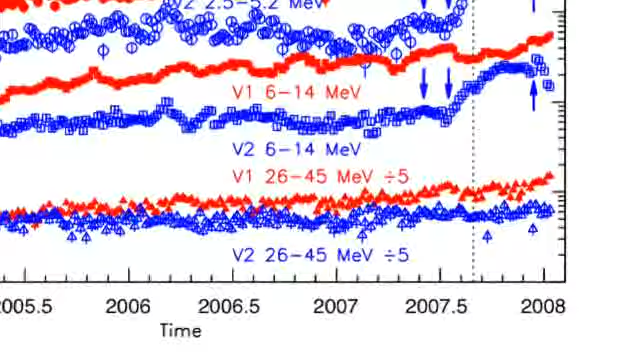 V2 2.5-5.2 MeV
V1 6-14 MeV
V2 6-14 MeV
V1 26-45 MeV ÷5
V2 26-45 MeV ÷5
2005.5 2006 2006.5 2007 2007.5 2008
Time